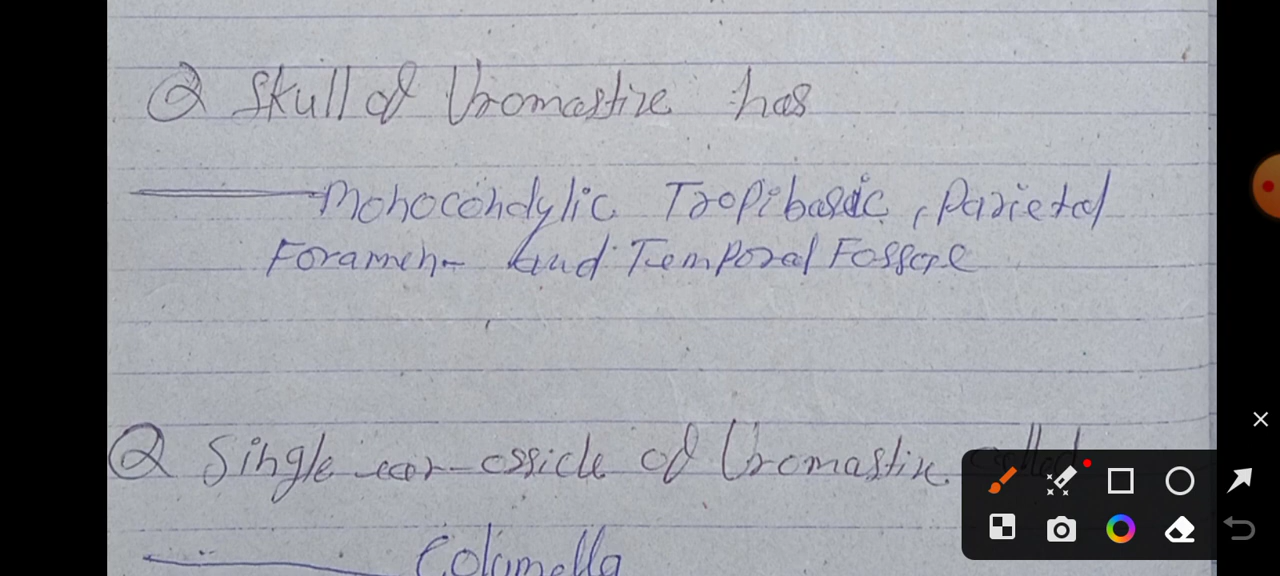 Q Skull of Uromastix has
Monocondylic Tropibasic, Parietal
Foramen and Temporal Fossae
Q Single ear-ossicle of Uromastix called
Columella